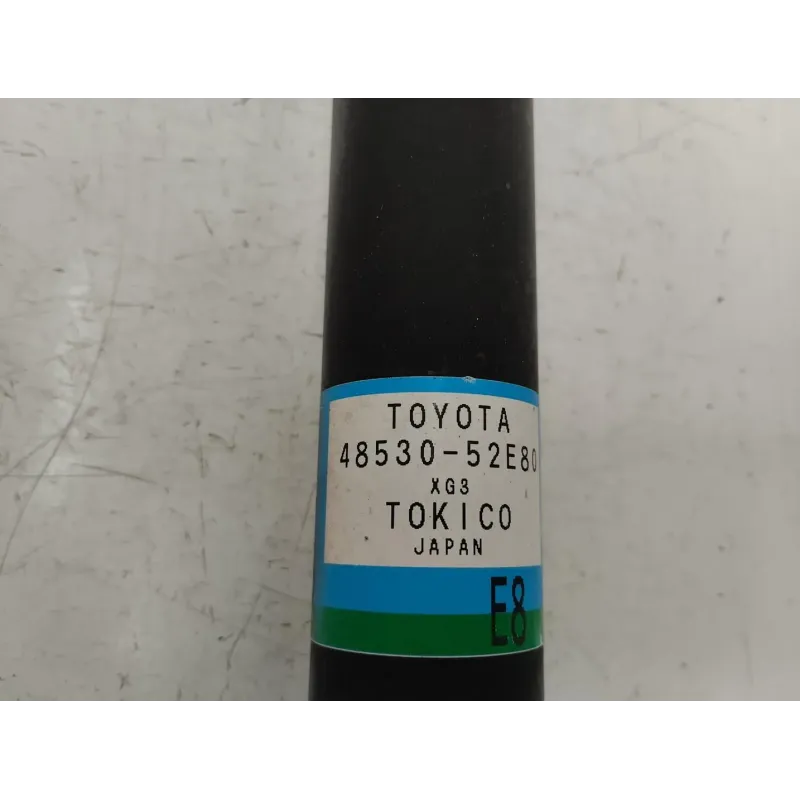 TOYOTA
48530-52E80
XG3
TOKICO
JAPAN
E8